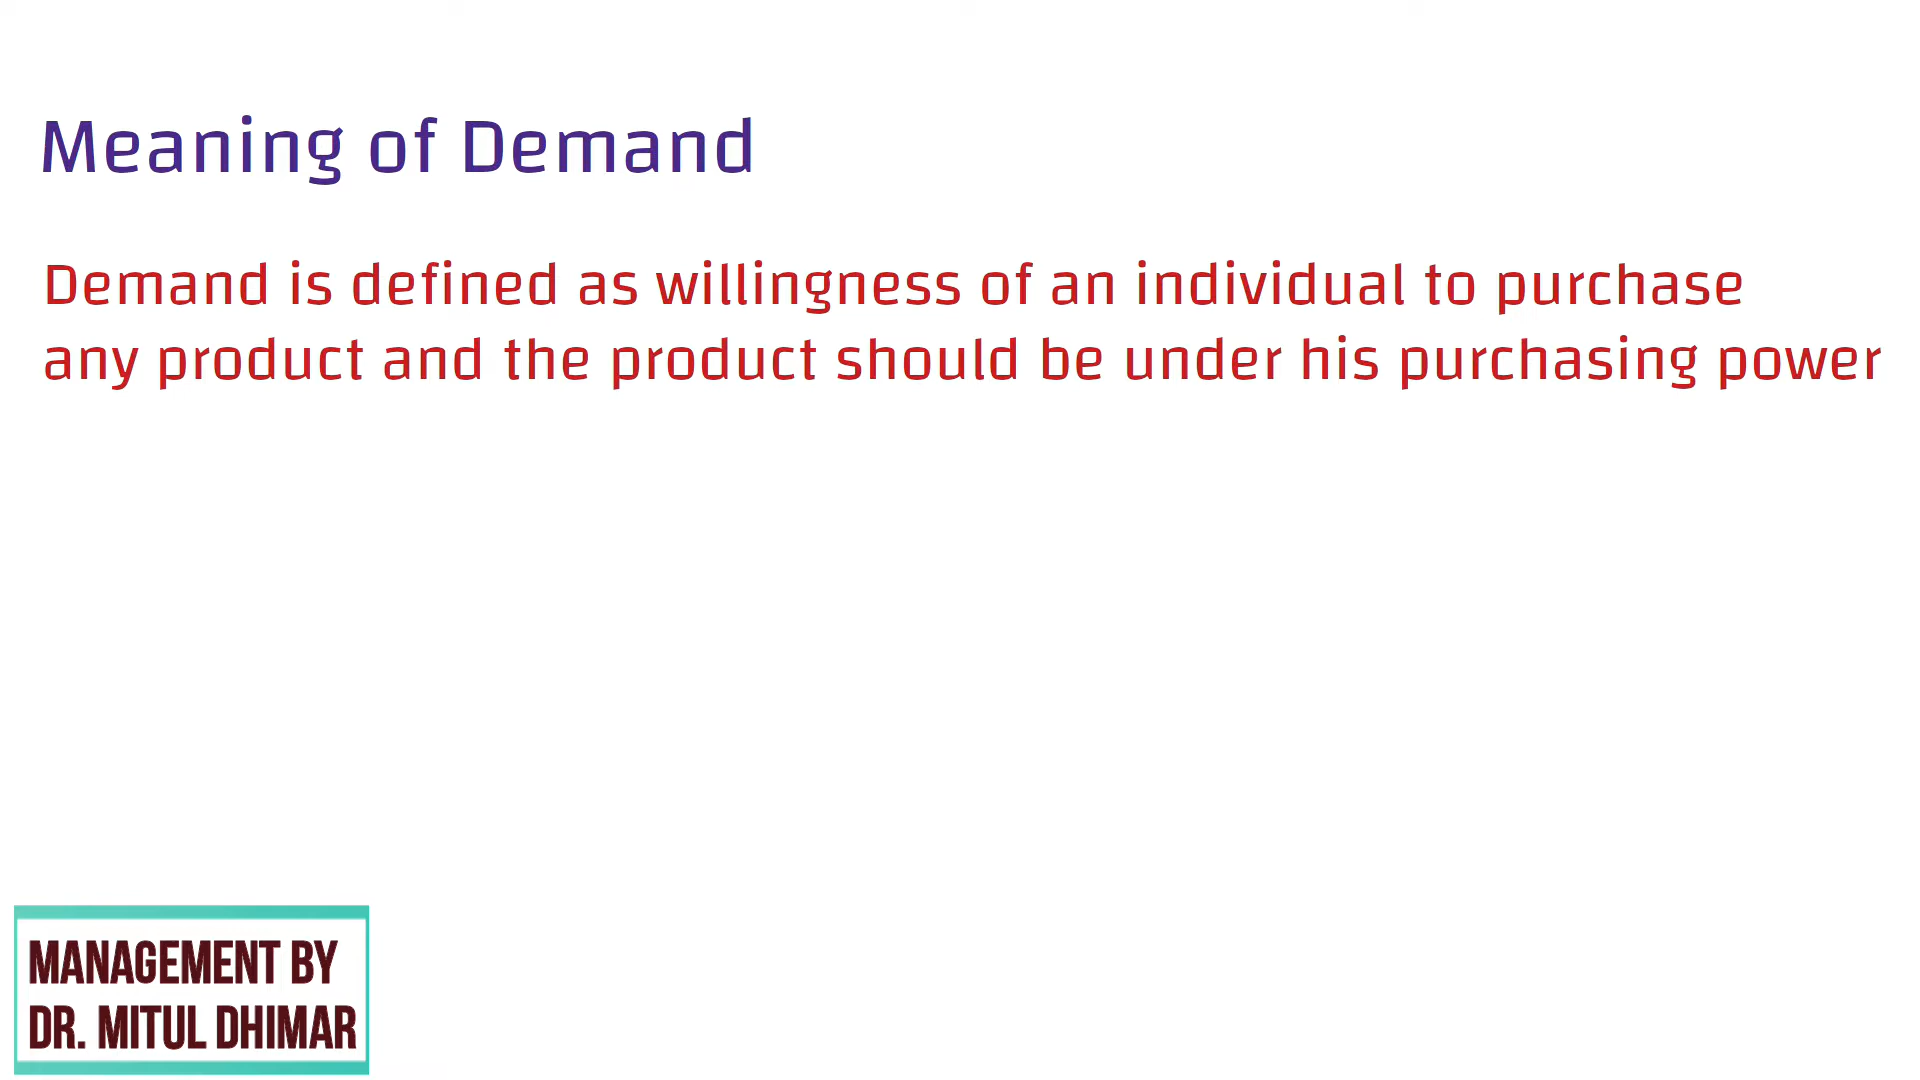 Meaning of Demand
Demand is defined as willingness of an individual to purchase
any product and the product should be under his purchasing power
MANAGEMENT BY
DR. MITUL DHIMAR